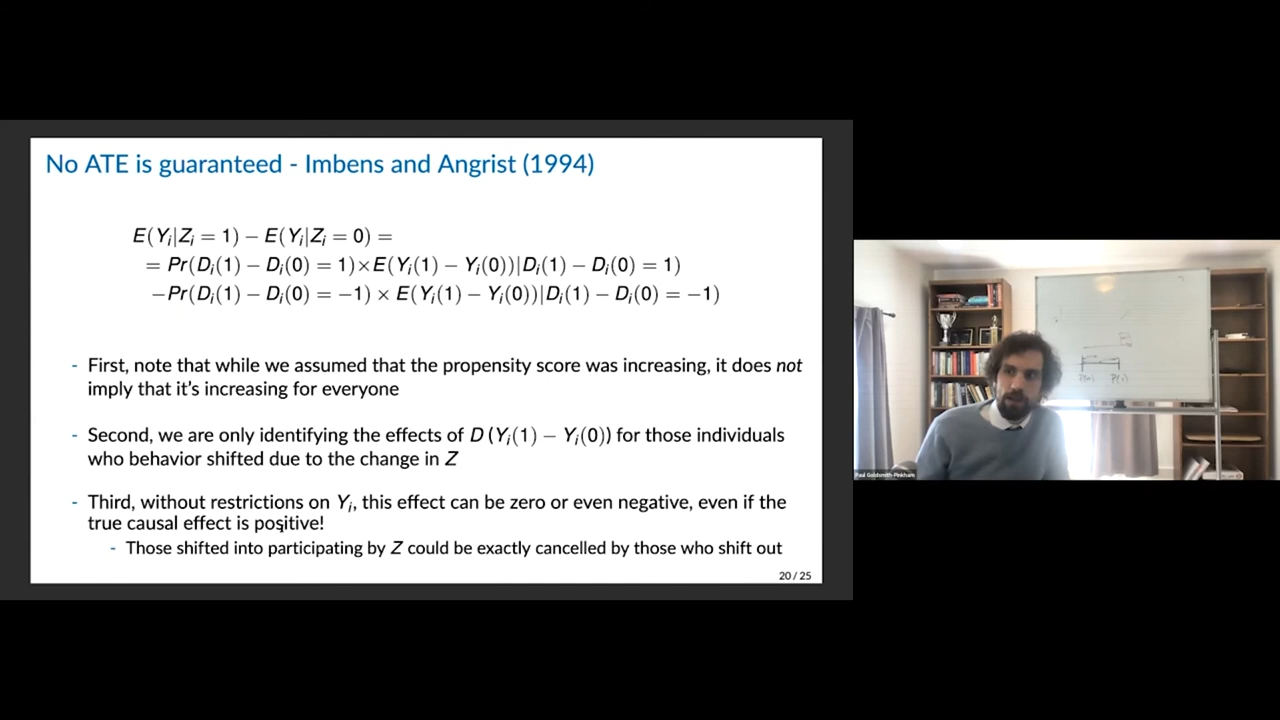 No ATE is guaranteed - Imbens and Angrist (1994)
E(Yᵢ|Zᵢ = 1) − E(Yᵢ|Zᵢ = 0) =
= Pr(Dᵢ(1) − Dᵢ(0) = 1)×E(Yᵢ(1) − Yᵢ(0))|Dᵢ(1) − Dᵢ(0) = 1)
−Pr(Dᵢ(1) − Dᵢ(0) = −1) × E(Yᵢ(1) − Yᵢ(0))|Dᵢ(1) − Dᵢ(0) = −1)
- First, note that while we assumed that the propensity score was increasing, it does not
imply that it's increasing for everyone
- Second, we are only identifying the effects of D (Yᵢ(1) − Yᵢ(0)) for those individuals
who behavior shifted due to the change in Z
- Third, without restrictions on Yᵢ, this effect can be zero or even negative, even if the
true causal effect is positive!
- Those shifted into participating by Z could be exactly cancelled by those who shift out
20 / 25
Paul Goldsmith-Pinkham